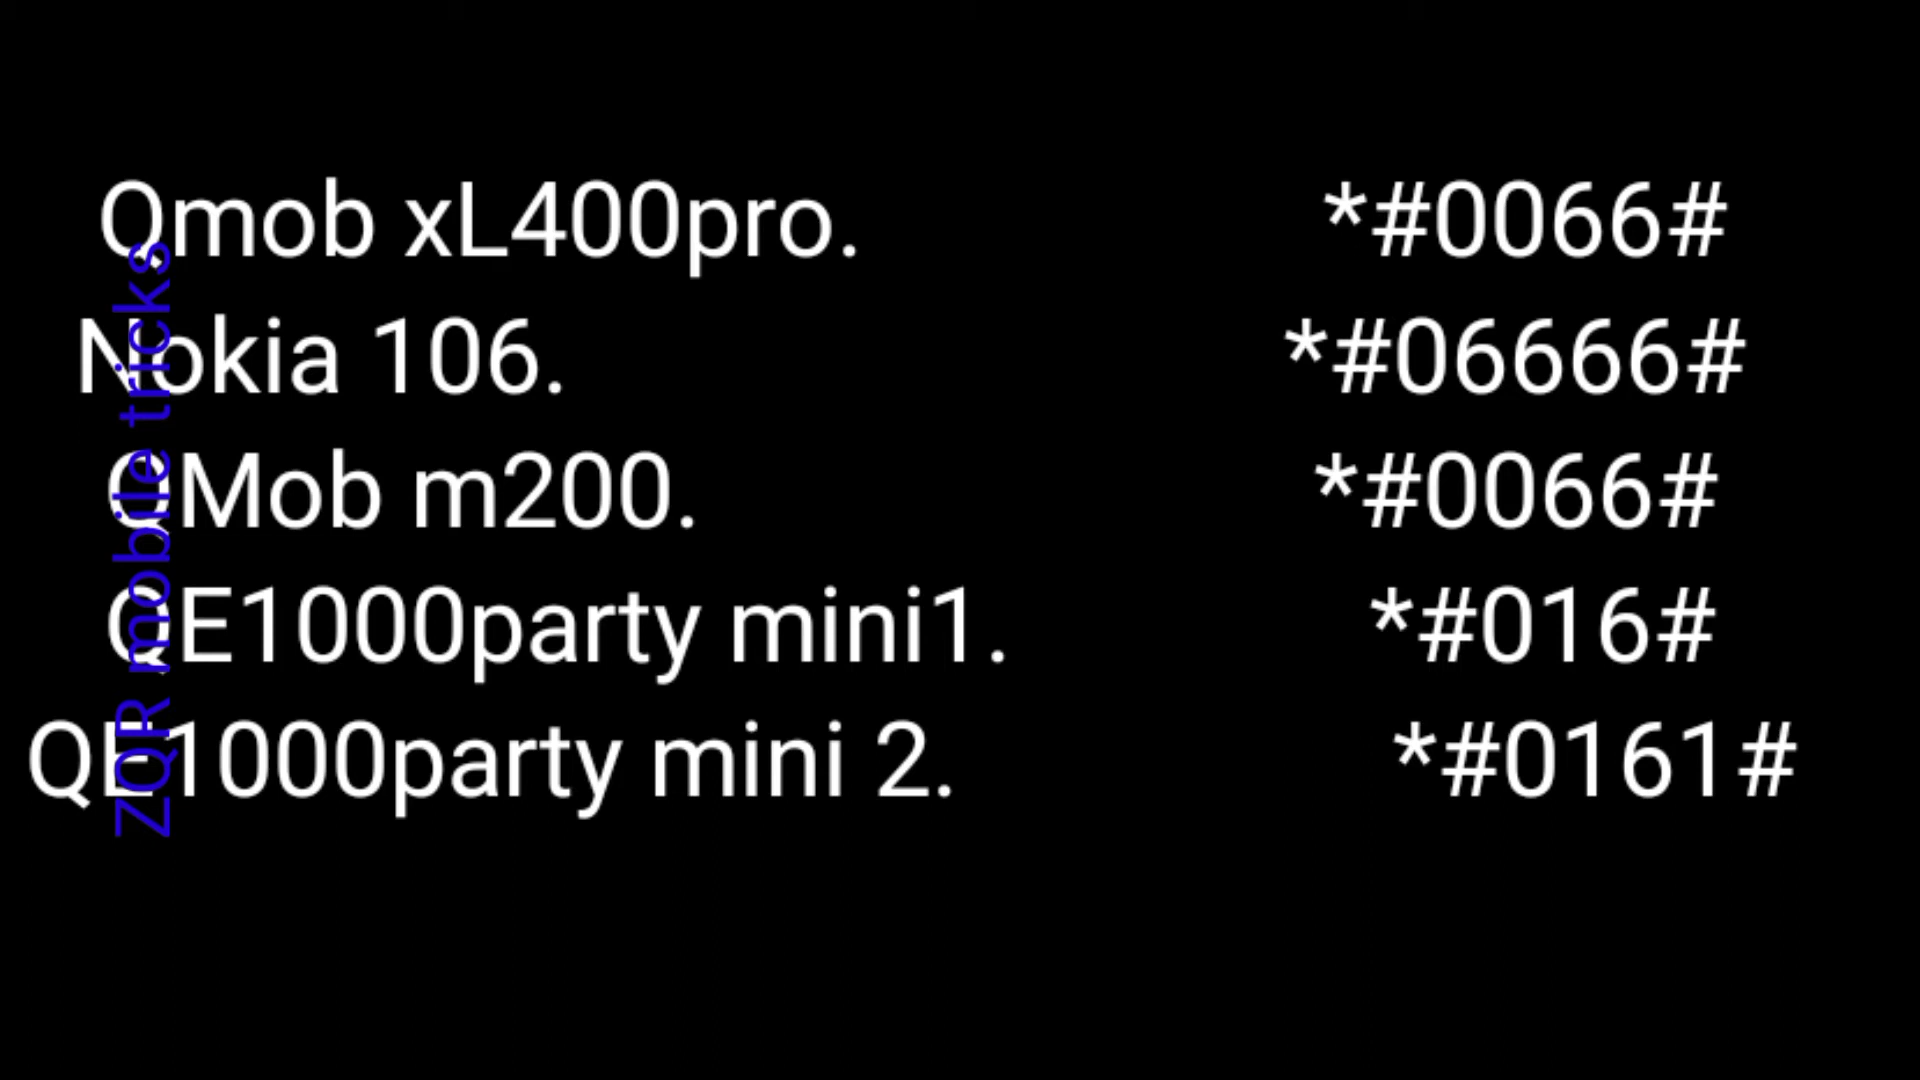 Qmob xL400pro. *#0066#
Nokia 106. *#06666#
QMob m200. *#0066#
QE1000party mini1. *#016#
QE1000party mini 2. *#0161#
ZQR mobile tricks